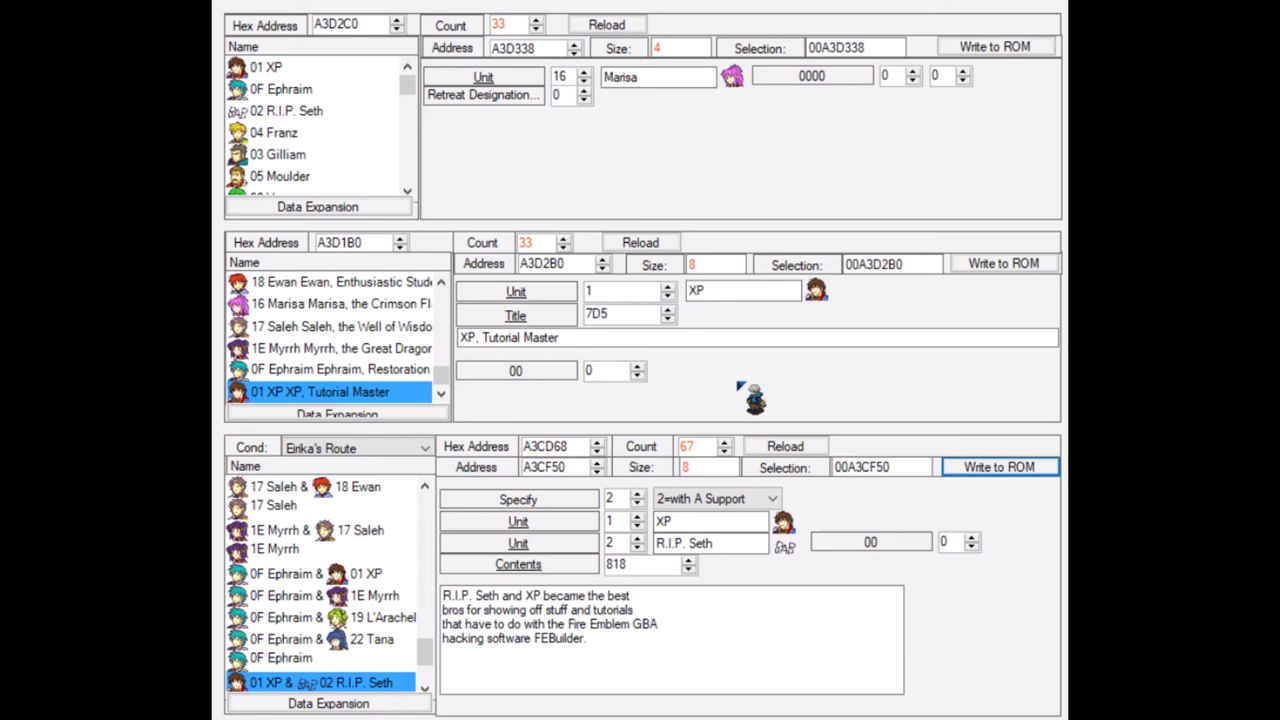 Hex Address A3D2C0 Count 33 Reload
Name Address A3D338 Size: 4 Selection: 00A3D338 Write to ROM
01 XP
0F Ephraim
02 R.I.P. Seth
04 Franz
03 Gilliam
05 Moulder
Data Expansion
Unit 16 Marisa 0000 0 0
Retreat Designation... 0
Hex Address A3D1B0 Count 33 Reload
Name Address A3D2B0 Size: 8 Selection: 00A3D2B0 Write to ROM
18 Ewan Ewan, Enthusiastic Stude
16 Marisa Marisa, the Crimson Fl
17 Saleh Saleh, the Well of Wisdo
1E Myrrh Myrrh, the Great Dragor
0F Ephraim Ephraim, Restoration
01 XP XP, Tutorial Master
Data Expansion
Unit 1 XP
Title 7D5
XP, Tutorial Master
00 0
Cond: Eirika's Route Hex Address A3CD68 Count 67 Reload
Name Address A3CF50 Size: 8 Selection: 00A3CF50 Write to ROM
17 Saleh & 18 Ewan
17 Saleh
1E Myrrh & 17 Saleh
1E Myrrh
0F Ephraim & 01 XP
0F Ephraim & 1E Myrrh
0F Ephraim & 19 L'Arachel
0F Ephraim & 22 Tana
0F Ephraim
01 XP & RAP 02 R.I.P. Seth
Data Expansion
Specify 2 2=with A Support
Unit 1 XP
Unit 2 R.I.P. Seth 00 0
Contents 818
R.I.P. Seth and XP became the best
bros for showing off stuff and tutorials
that have to do with the Fire Emblem GBA
hacking software FEBuilder.